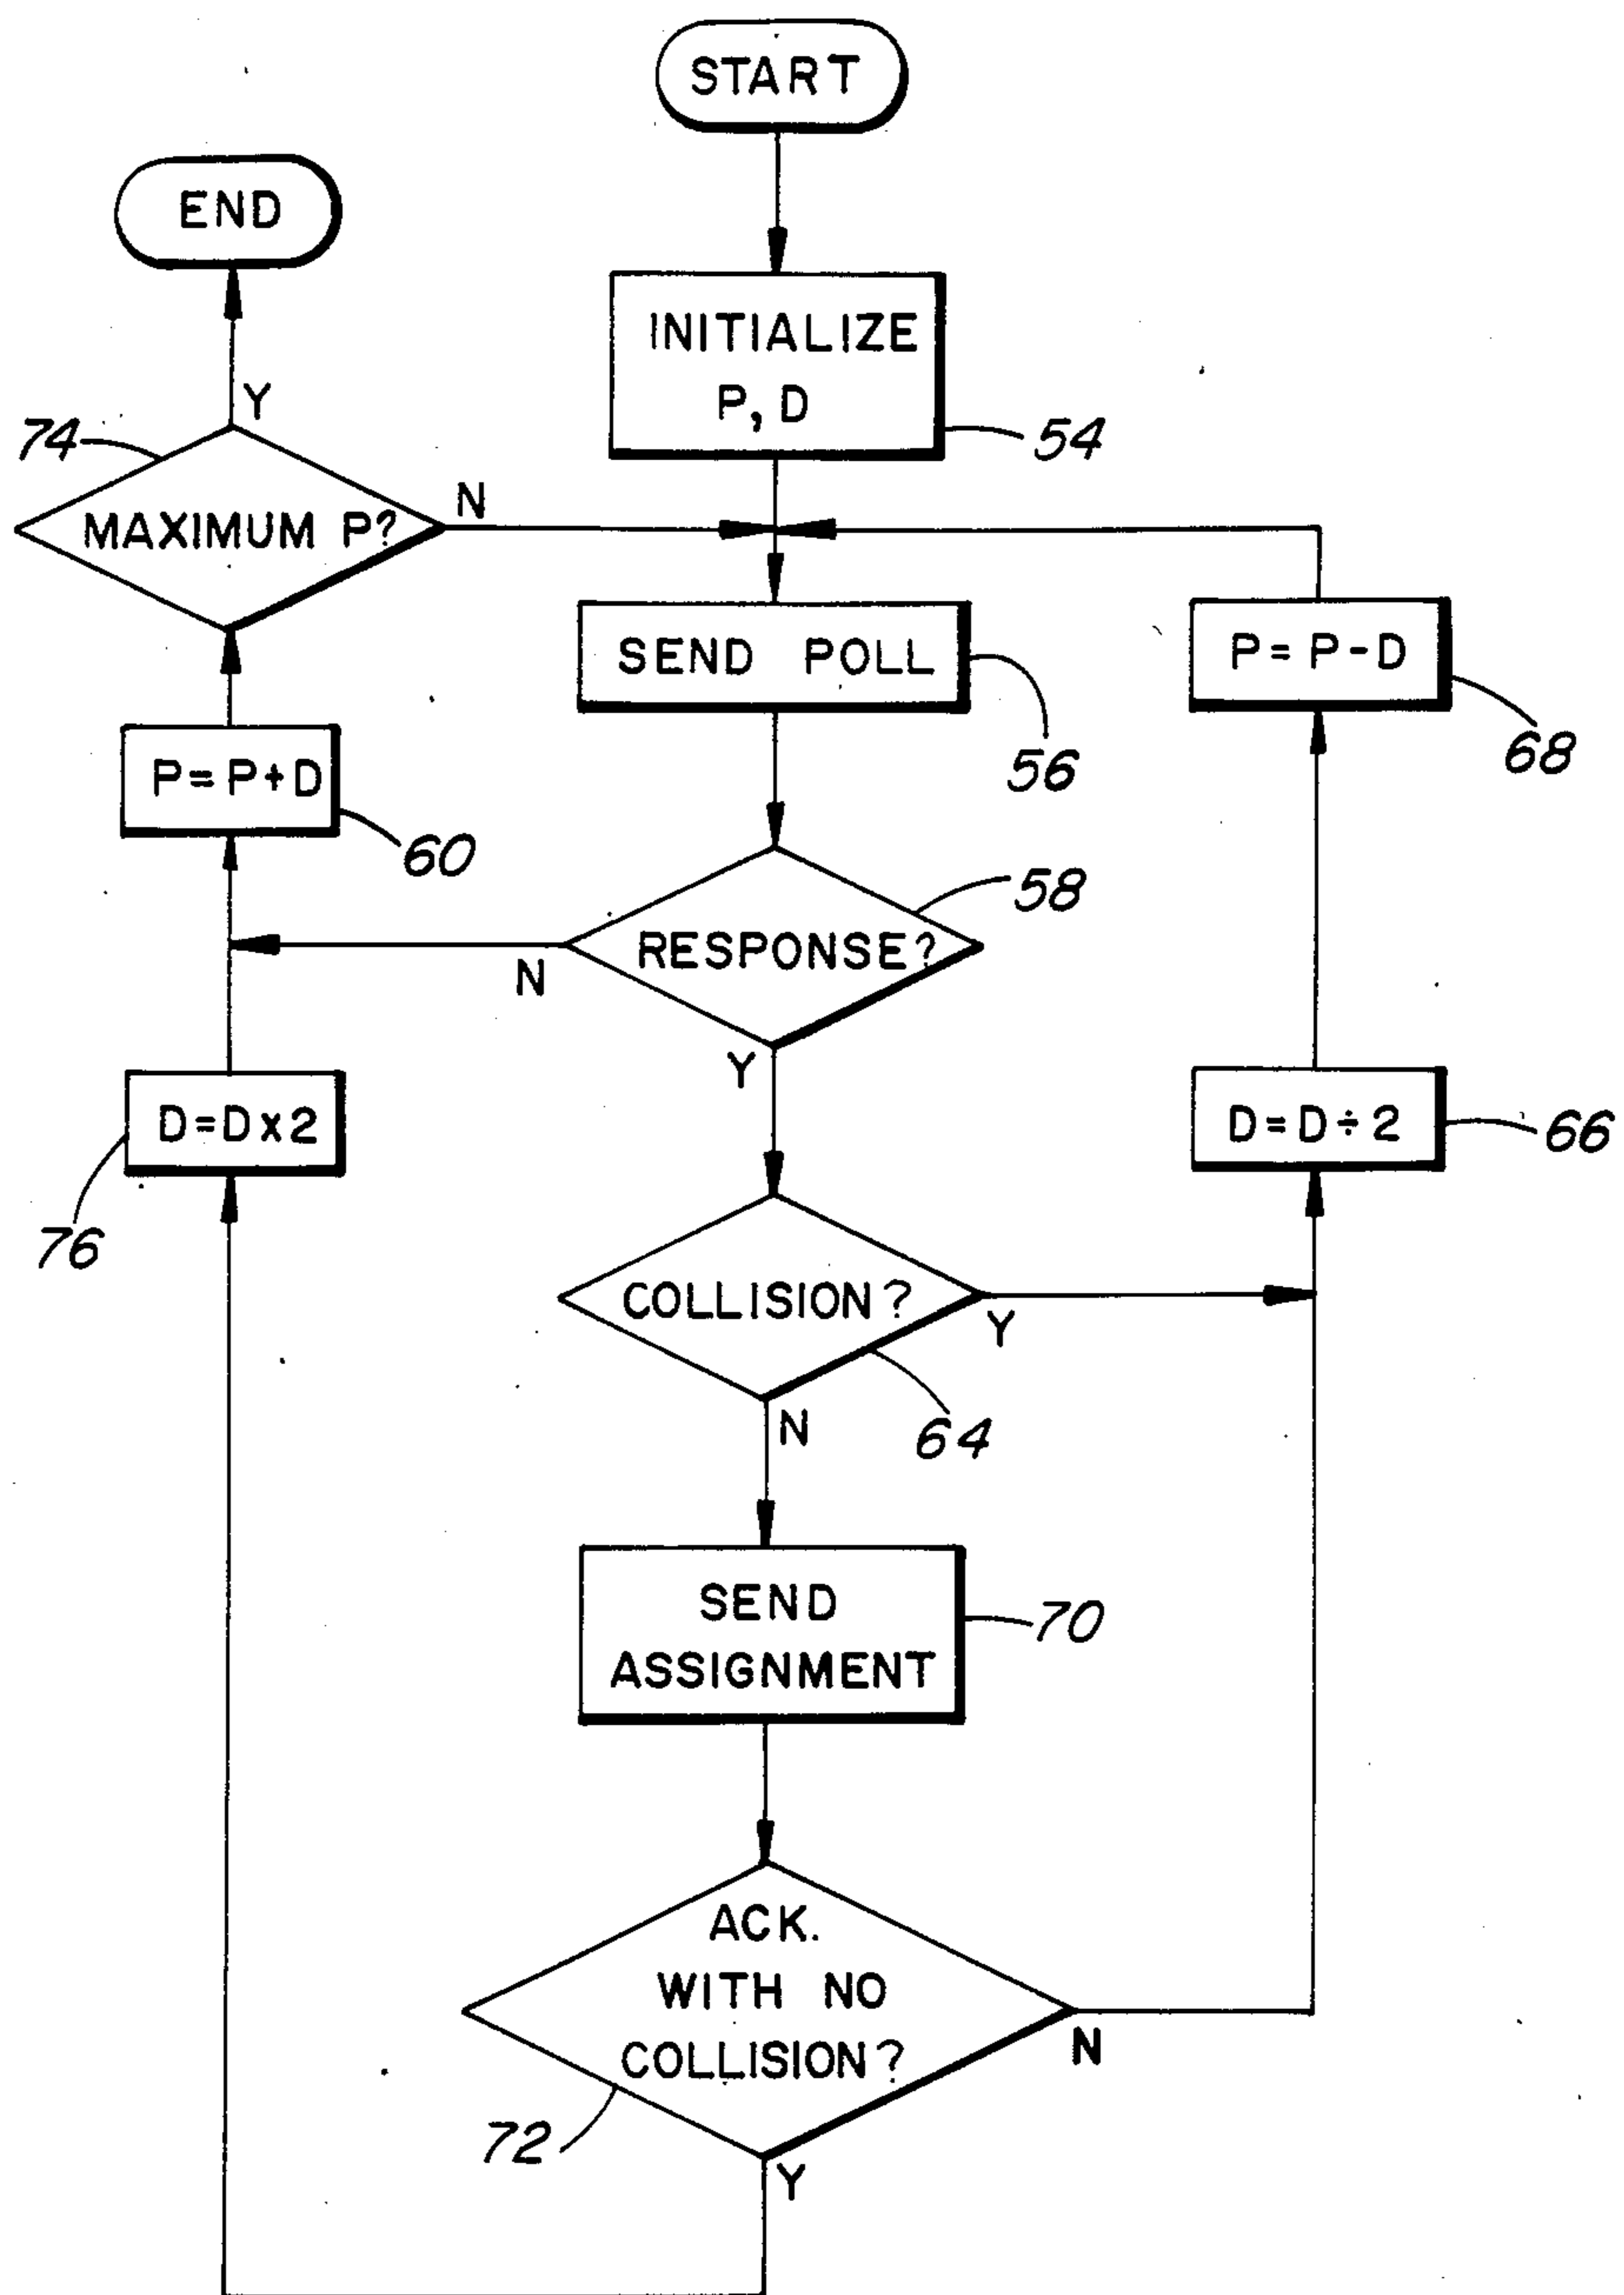 START
END
INITIALIZE
P, D
54
Y
74
N
MAXIMUM P?
SEND POLL
P = P - D
56
68
P = P + D
60
58
RESPONSE?
N
Y
D = D x 2
D = D ÷ 2
66
76
COLLISION?
Y
64
N
SEND
ASSIGNMENT
70
ACK.
WITH NO
COLLISION?
N
72
Y